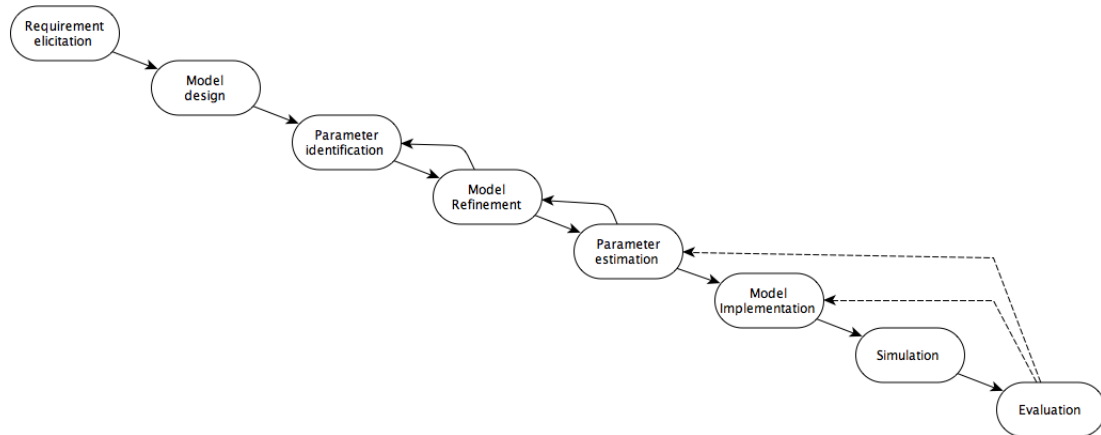 Requirement
elicitation
Model
design
Parameter
identification
Model
Refinement
Parameter
estimation
Model
Implementation
Simulation
Evaluation